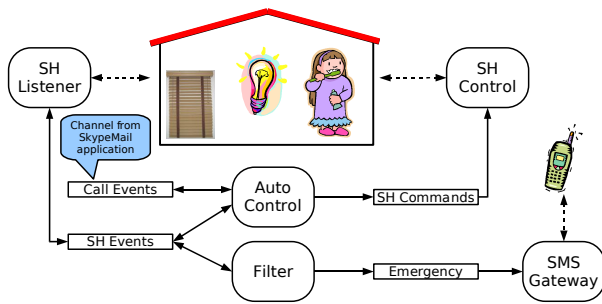 SH
Listener
SH
Control
Channel from
SkypeMail
application
Call Events
Auto
Control
SH Commands
SH Events
Filter
Emergency
SMS
Gateway